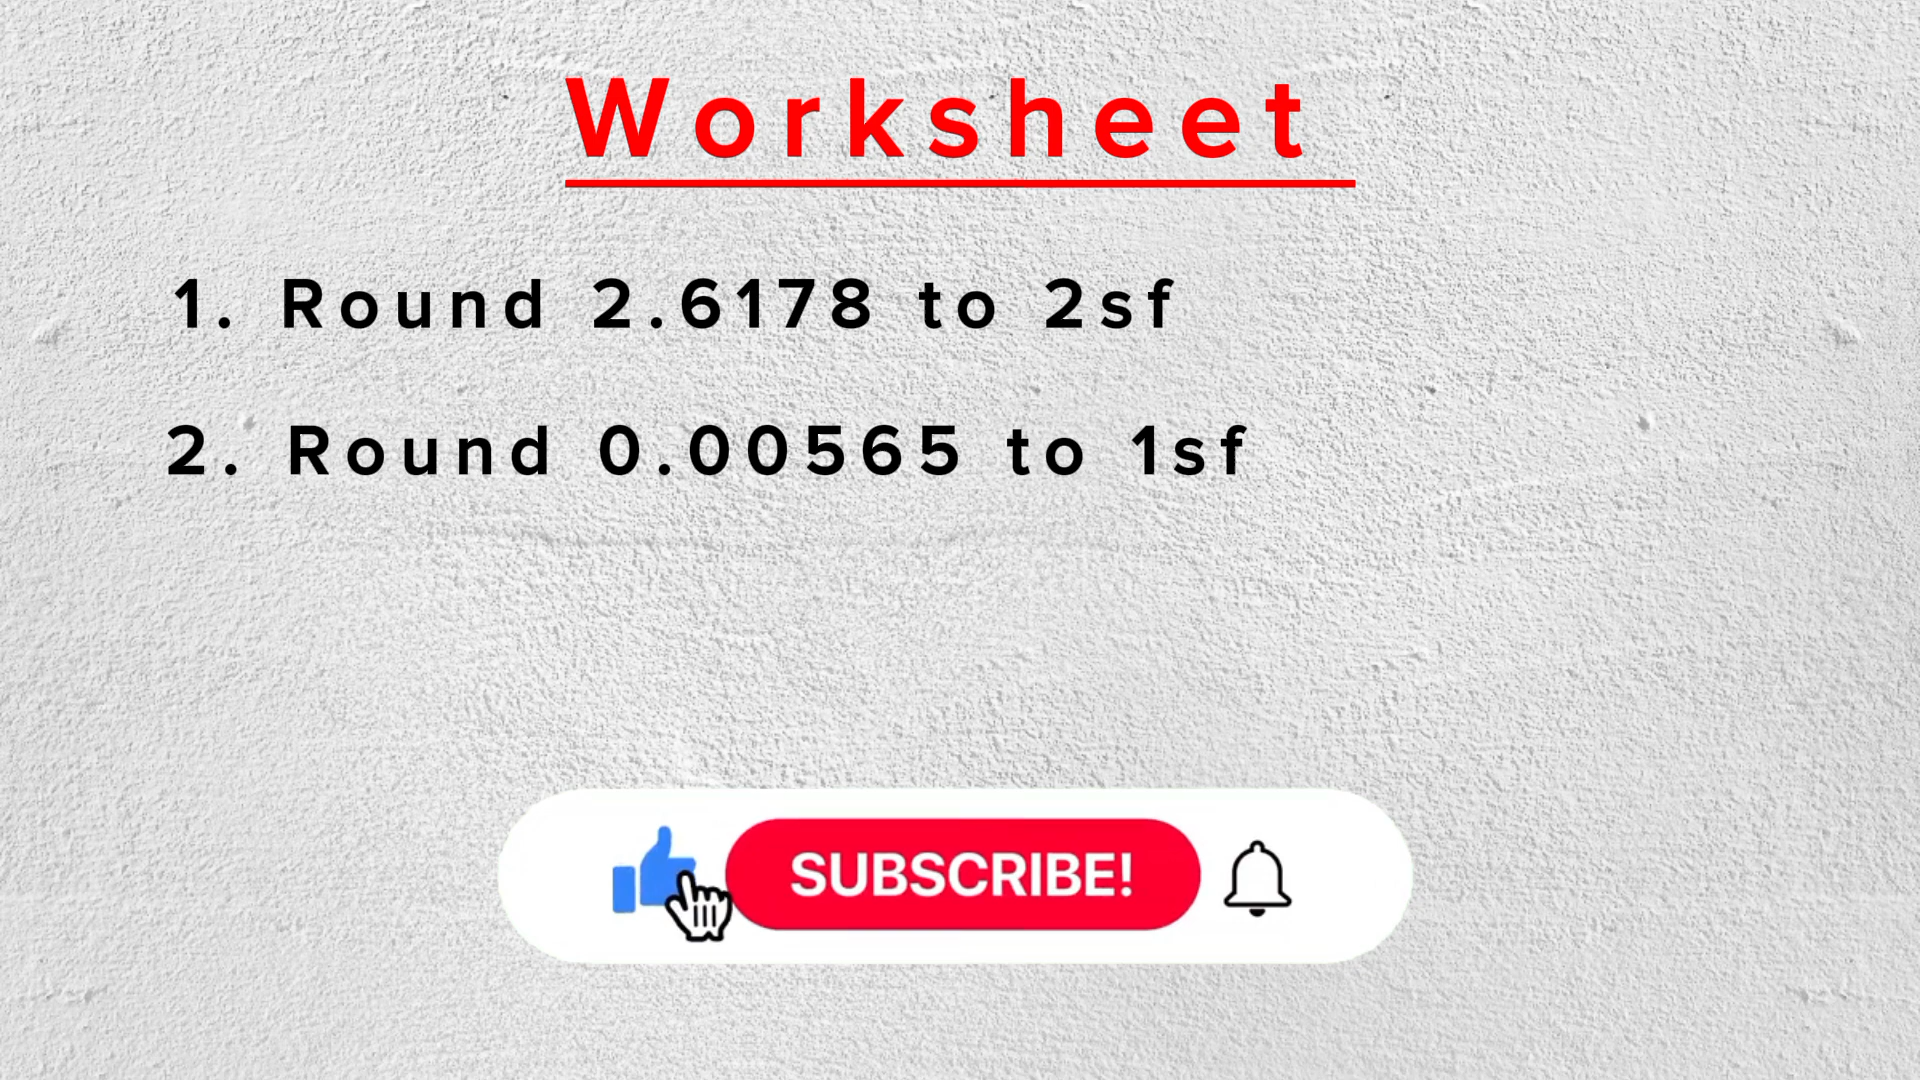 Worksheet
1. Round 2.6178 to 2sf
2. Round 0.00565 to 1sf
SUBSCRIBE!